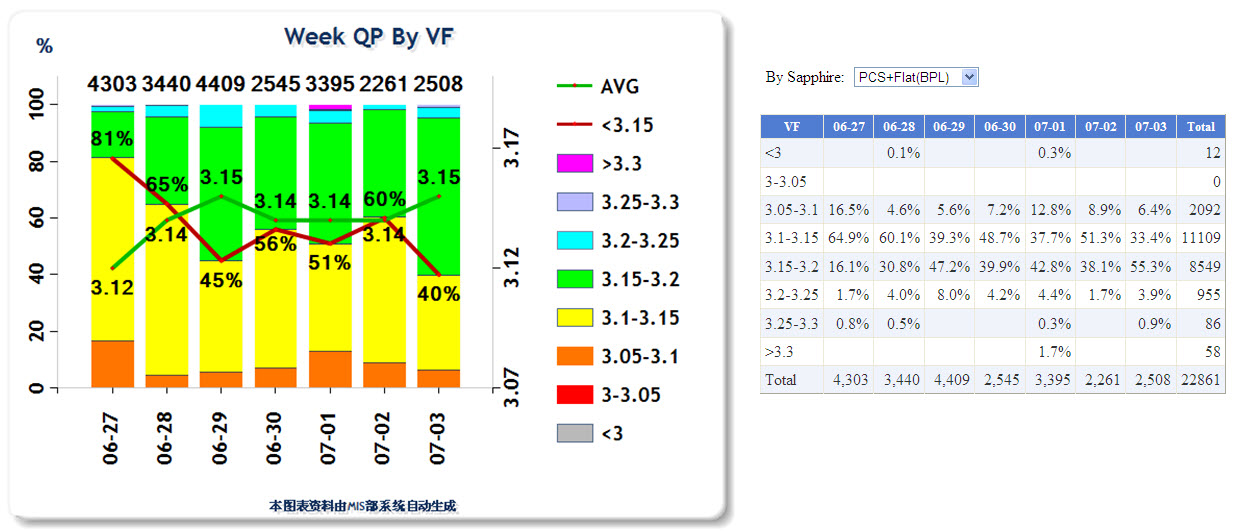 Week QP By VF
%
4303 3440 4409 2545 3395 2261 2508
100
80
60
40
20
0
81% 65% 45% 56% 51% 60% 40%
3.12 3.14 3.15 3.14 3.14 3.14 3.15
3.17
3.12
3.07
06-27 06-28 06-29 06-30 07-01 07-02 07-03
AVG
<3.15
>3.3
3.25-3.3
3.2-3.25
3.15-3.2
3.1-3.15
3.05-3.1
3-3.05
<3
本图表资料由MIS部系统自动生成
By Sapphire: PCS+Flat(BPL)
VF 06-27 06-28 06-29 06-30 07-01 07-02 07-03 Total
<3 0.1% 0.3% 12
3-3.05 0
3.05-3.1 16.5% 4.6% 5.6% 7.2% 12.8% 8.9% 6.4% 2092
3.1-3.15 64.9% 60.1% 39.3% 48.7% 37.7% 51.3% 33.4% 11109
3.15-3.2 16.1% 30.8% 47.2% 39.9% 42.8% 38.1% 55.3% 8549
3.2-3.25 1.7% 4.0% 8.0% 4.2% 4.4% 1.7% 3.9% 955
3.25-3.3 0.8% 0.5% 0.3% 0.9% 86
>3.3 1.7% 58
Total 4,303 3,440 4,409 2,545 3,395 2,261 2,508 22861